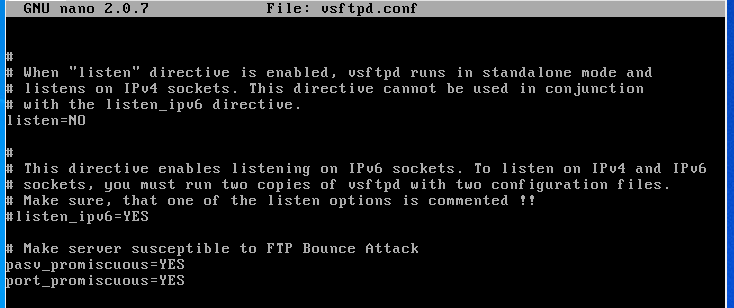 GNU nano 2.0.7 File: vsftpd.conf
#
# When "listen" directive is enabled, vsftpd runs in standalone mode and
# listens on IPv4 sockets. This directive cannot be used in conjunction
# with the listen_ipv6 directive.
listen=NO
#
# This directive enables listening on IPv6 sockets. To listen on IPv4 and IPv6
# sockets, you must run two copies of vsftpd with two configuration files.
# Make sure, that one of the listen options is commented !!
#listen_ipv6=YES
# Make server susceptible to FTP Bounce Attack
pasv_promiscuous=YES
port_promiscuous=YES